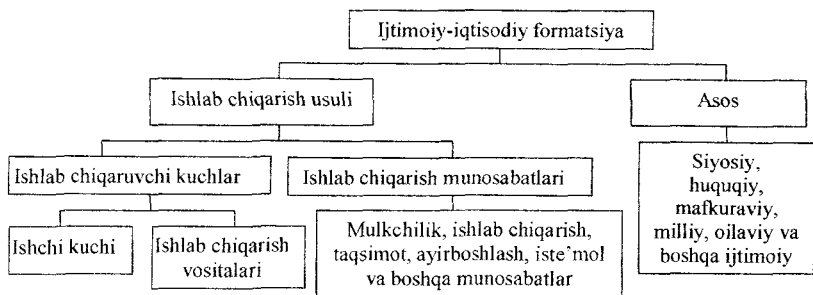 Ijtimoiy-iqtisodiy formatsiya
Ishlab chiqarish usuli
Asos
Ishlab chiqaruvchi kuchlar
Ishlab chiqarish munosabatlari
Siyosiy,
huquqiy,
mafkuraviy,
milliy, oilaviy va
boshqa ijtimoiy
Ishchi kuchi
Ishlab chiqarish
vositalari
Mulkchilik, ishlab chiqarish,
taqsimot, ayirboshlash, iste’mol
va boshqa munosabatlar